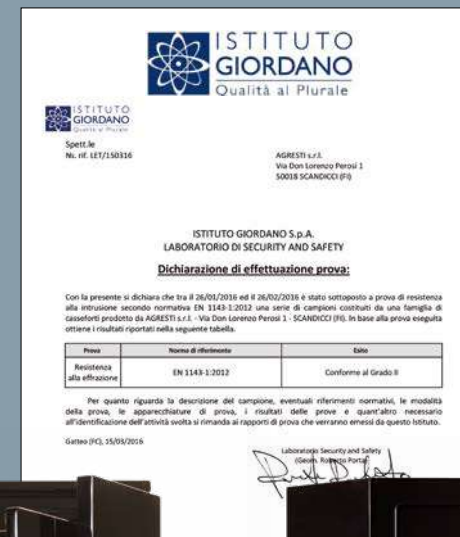 ISTITUTO
GIORDANO
Qualità al Plurale
ISTITUTO
GIORDANO
Qualità al Plurale
Spett.le
Ns. rif. LET/150316
AGRESTI s.r.l.
Via Don Lorenzo Perosi 1
50018 SCANDICCI (FI)
ISTITUTO GIORDANO S.p.A.
LABORATORIO DI SECURITY AND SAFETY
Dichiarazione di effettuazione prova:
Con la presente si dichiara che tra il 26/01/2016 ed il 26/02/2016 è stato sottoposto a prova di resistenza
alla intrusione secondo normativa EN 1143-1:2012 una serie di campioni costituiti da una famiglia di
casseforti prodotto da AGRESTI s.r.l. - Via Don Lorenzo Perosi 1 - SCANDICCI (FI). In base alla prova eseguita
ottiene i risultati riportati nella seguente tabella.
Prova Norma di riferimento Esito
Resistenza
alla effrazione EN 1143-1:2012 Conforme al Grado II
Per quanto riguarda la descrizione del campione, eventuali riferimenti normativi, le modalità
della prova, le apparecchiature di prova, i risultati delle prove e quant'altro necessario
all'identificazione dell'attività svolta si rimanda ai rapporti di prova che verranno emessi da questo Istituto.
Gatteo (FC), 15/03/2016
Laboratorio Security and Safety
(Geom. Roberto Porta)